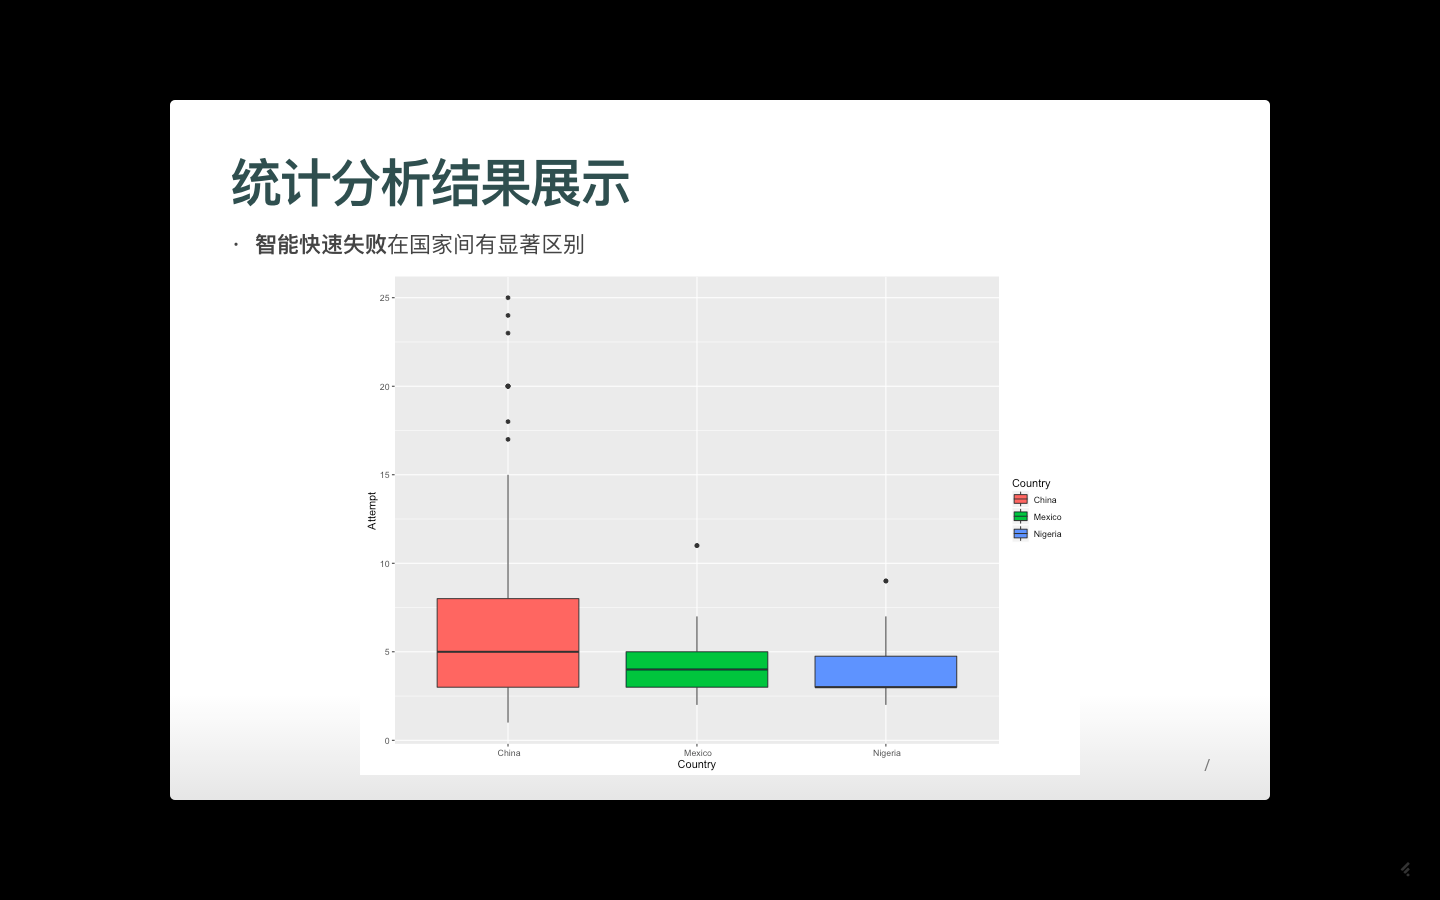 统计分析结果展示
· 智能快速失败在国家间有显著区别
25
20
15
10
5
0
Attempt
China Mexico Nigeria
Country
Country
China
Mexico
Nigeria
/